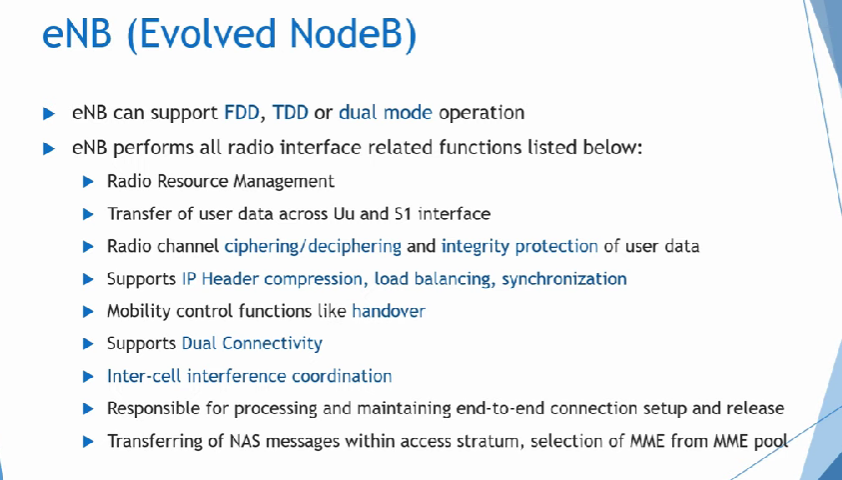 eNB (Evolved NodeB)
eNB can support FDD, TDD or dual mode operation
eNB performs all radio interface related functions listed below:
Radio Resource Management
Transfer of user data across Uu and S1 interface
Radio channel ciphering/deciphering and integrity protection of user data
Supports IP Header compression, load balancing, synchronization
Mobility control functions like handover
Supports Dual Connectivity
Inter-cell interference coordination
Responsible for processing and maintaining end-to-end connection setup and release
Transferring of NAS messages within access stratum, selection of MME from MME pool